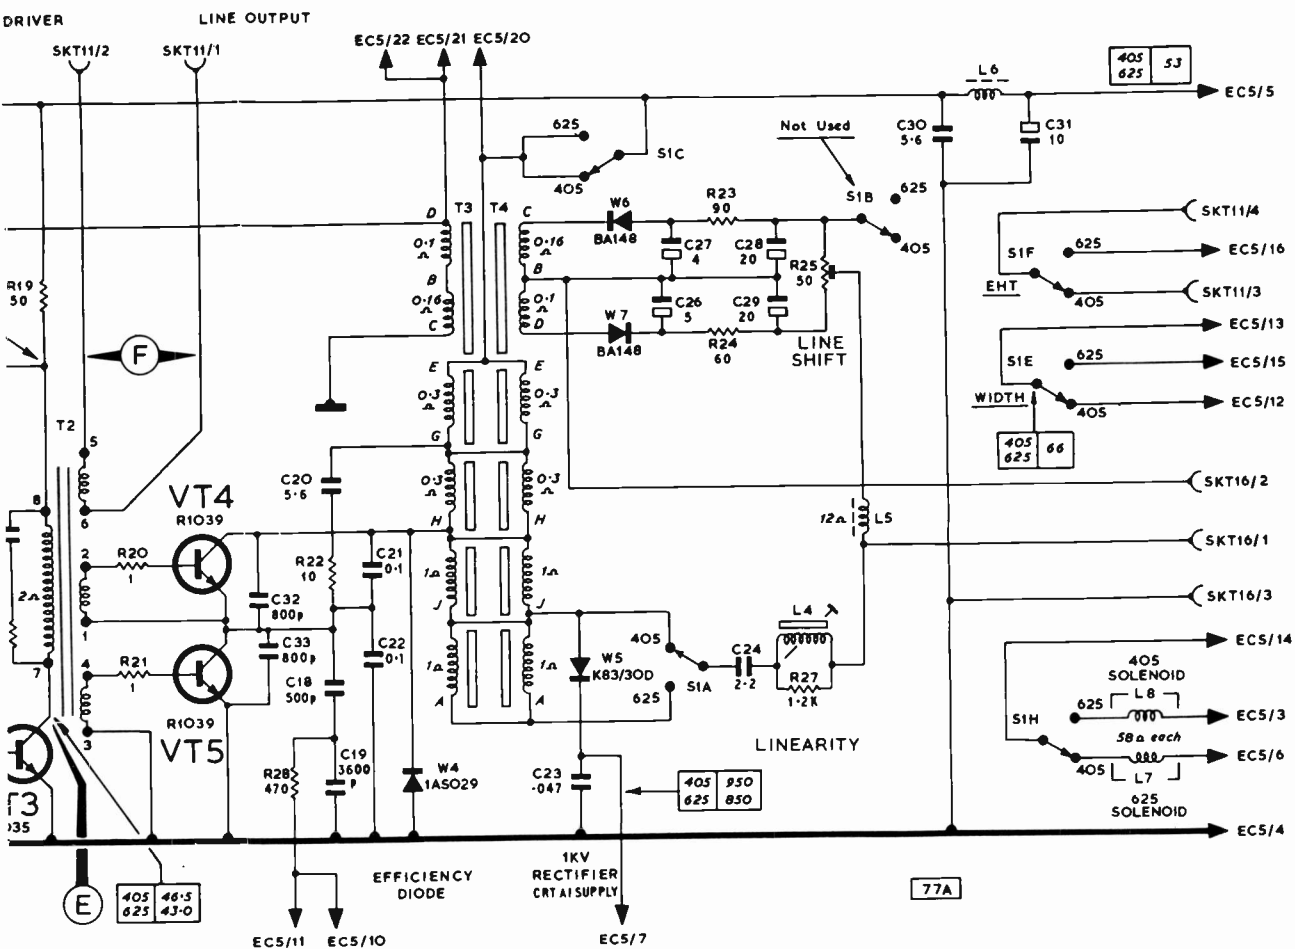 DRIVER
LINE OUTPUT
SKT11/2
SKT11/1
EC5/22
EC5/21
EC5/20
405
625
53
L6
EC5/5
625
S1C
405
Not Used
C30
5·6
C31
10
S1B
625
405
D
T3
T4
C
W6
BA148
R23
90
0·1
Ω
0·16
Ω
C27
4
C28
20
R25
50
B
B
0·16
Ω
0·1
Ω
C26
5
C29
20
C
D
W7
BA148
R24
60
LINE
SHIFT
SKT11/4
EC5/16
S1F
625
EHT
405
SKT11/3
EC5/13
S1E
625
EC5/15
WIDTH
405
EC5/12
405
625
66
R19
50
F
T2
5
8
6
E
E
0·3
Ω
0·3
Ω
G
G
C20
5·6
0·3
Ω
0·3
Ω
H
H
SKT16/2
VT4
R1039
2
R20
1
1
2Ω
R22
10
C21
0·1
C32
800p
1Ω
1Ω
J
J
12Ω
L5
SKT16/1
SKT16/3
L4
7
4
R21
1
C33
800p
C22
0·1
C18
500p
R1039
VT5
3
1Ω
1Ω
A
A
405
W5
K83/30D
S1A
C24
2·2
R27
1·2K
625
LINEARITY
EC5/14
405
SOLENOID
L8
S1H
625
EC5/3
58Ω each
405
EC5/6
L7
625
SOLENOID
T3
035
R28
470
C19
3600
p
W4
1ASO29
C23
·047
405
625
950
850
EC5/4
E
405
625
46·5
43·0
EFFICIENCY
DIODE
1KV
RECTIFIER
CRT A1 SUPPLY
77A
EC5/11
EC5/10
EC5/7